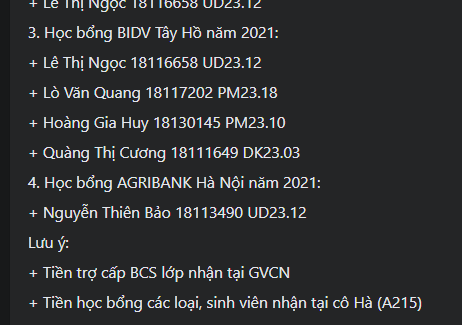 + Lê Thị Ngọc 18116658 UD23.12
3. Học bổng BIDV Tây Hồ năm 2021:
+ Lê Thị Ngọc 18116658 UD23.12
+ Lò Văn Quang 18117202 PM23.18
+ Hoàng Gia Huy 18130145 PM23.10
+ Quàng Thị Cương 18111649 DK23.03
4. Học bổng AGRIBANK Hà Nội năm 2021:
+ Nguyễn Thiên Bảo 18113490 UD23.12
Lưu ý:
+ Tiền trợ cấp BCS lớp nhận tại GVCN
+ Tiền học bổng các loại, sinh viên nhận tại cô Hà (A215)